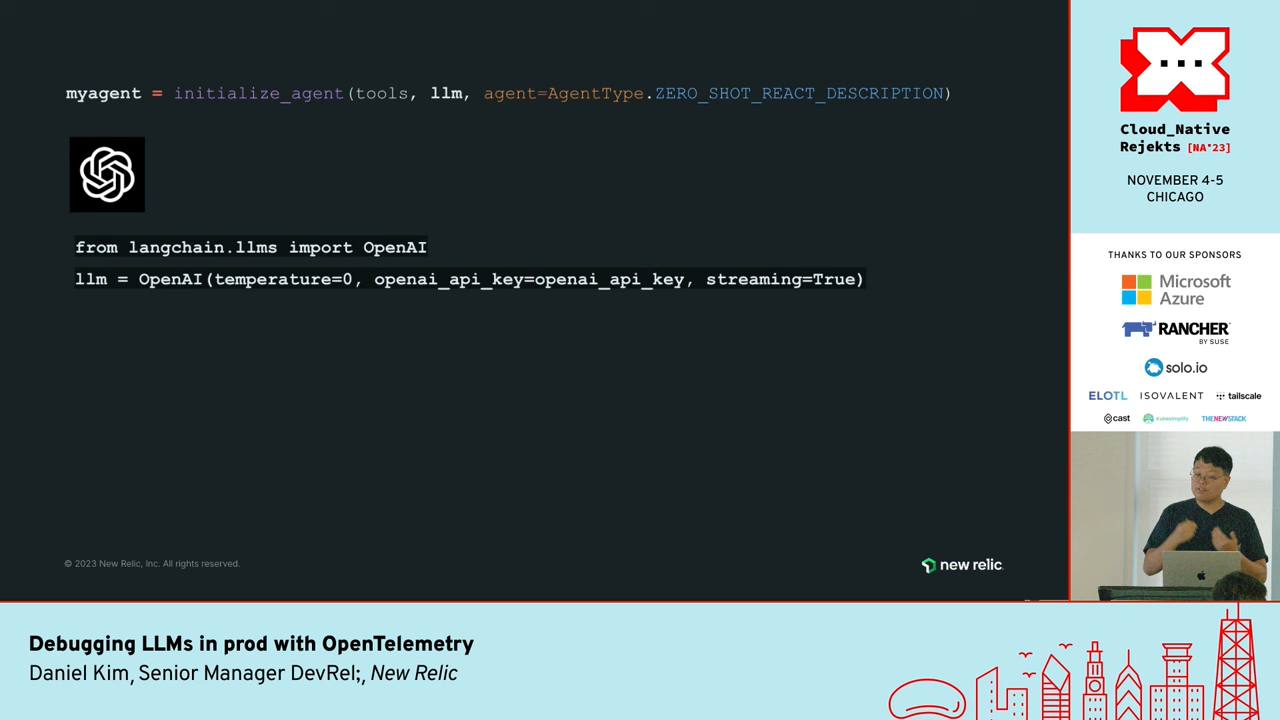 myagent = initialize_agent(tools, llm, agent=AgentType.ZERO_SHOT_REACT_DESCRIPTION)
from langchain.llms import OpenAI
llm = OpenAI(temperature=0, openai_api_key=openai_api_key, streaming=True)
© 2023 New Relic, Inc. All rights reserved.
new relic
Cloud_Native
Rejekts [NA'23]
NOVEMBER 4-5
CHICAGO
THANKS TO OUR SPONSORS
Microsoft
Azure
RANCHER
BY SUSE
solo.io
ELOTL ISOVALENT tailscale
cast kubesimplify THENEWSTACK
Debugging LLMs in prod with OpenTelemetry
Daniel Kim, Senior Manager DevRel;, New Relic